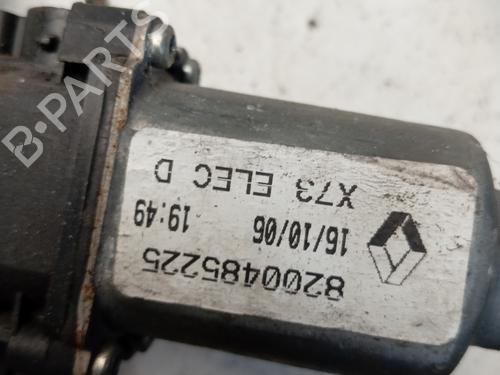 8200485225
16/10/06 19:49
X73 ELEC D
B-PARTS